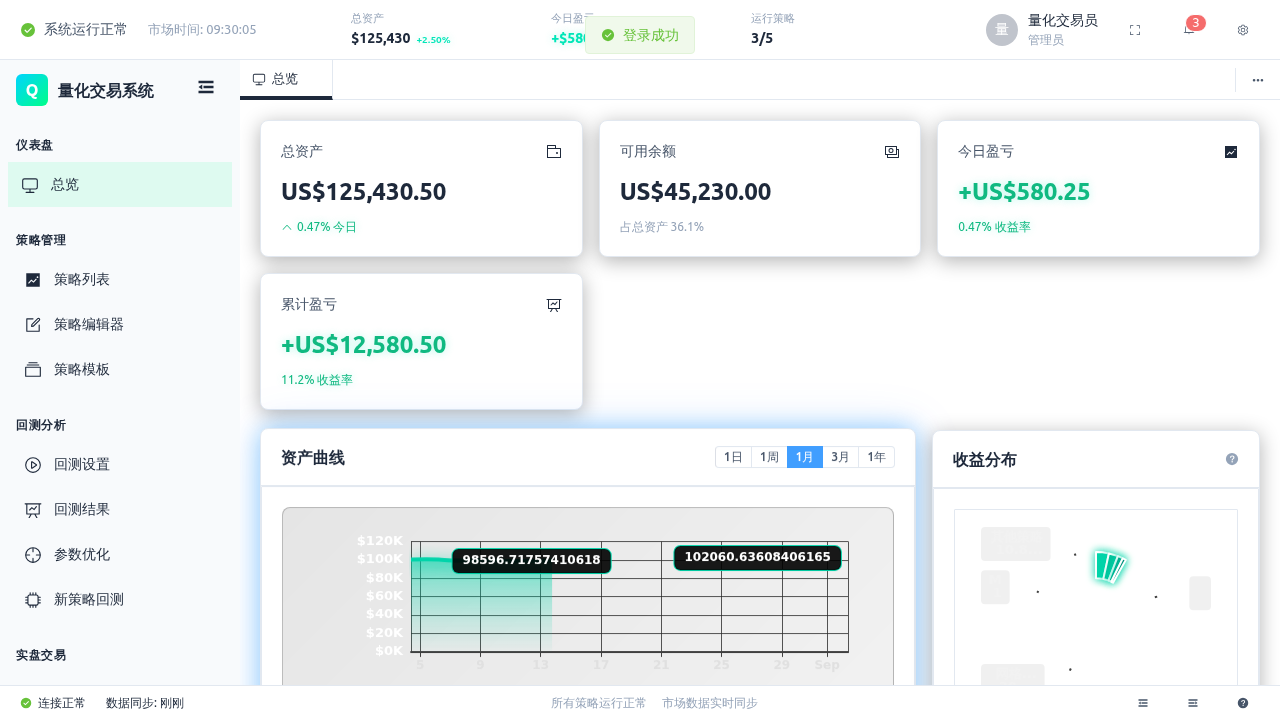 系统运行正常
市场时间: 09:30:05
总资产
$125,430 +2.50%
今日盈亏
+$580
登录成功
运行策略
3/5
量
量化交易员
管理员
3
Q
量化交易系统
仪表盘
总览
策略管理
策略列表
策略编辑器
策略模板
回测分析
回测设置
回测结果
参数优化
新策略回测
实盘交易
总览
总资产
US$125,430.50
0.47% 今日
可用余额
US$45,230.00
占总资产 36.1%
今日盈亏
+US$580.25
0.47% 收益率
累计盈亏
+US$12,580.50
11.2% 收益率
资产曲线
1日 1周 1月 3月 1年
$120K
$100K
$80K
$60K
$40K
$20K
$0K
98596.71757410618
102060.63608406165
5 9 13 17 21 25 29 Sep
收益分布
连接正常
数据同步: 刚刚
所有策略运行正常
市场数据实时同步